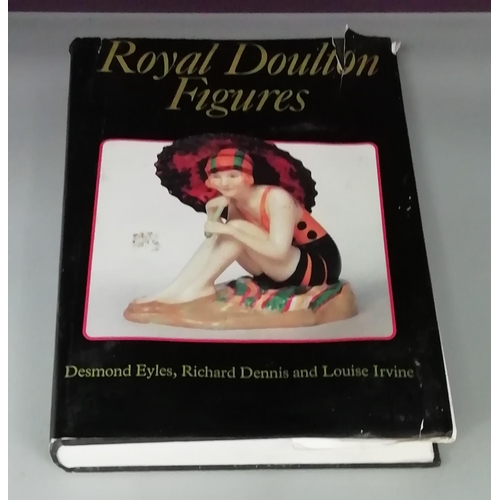 Royal Doulton
Figures
Desmond Eyles, Richard Dennis and Louise Irvine